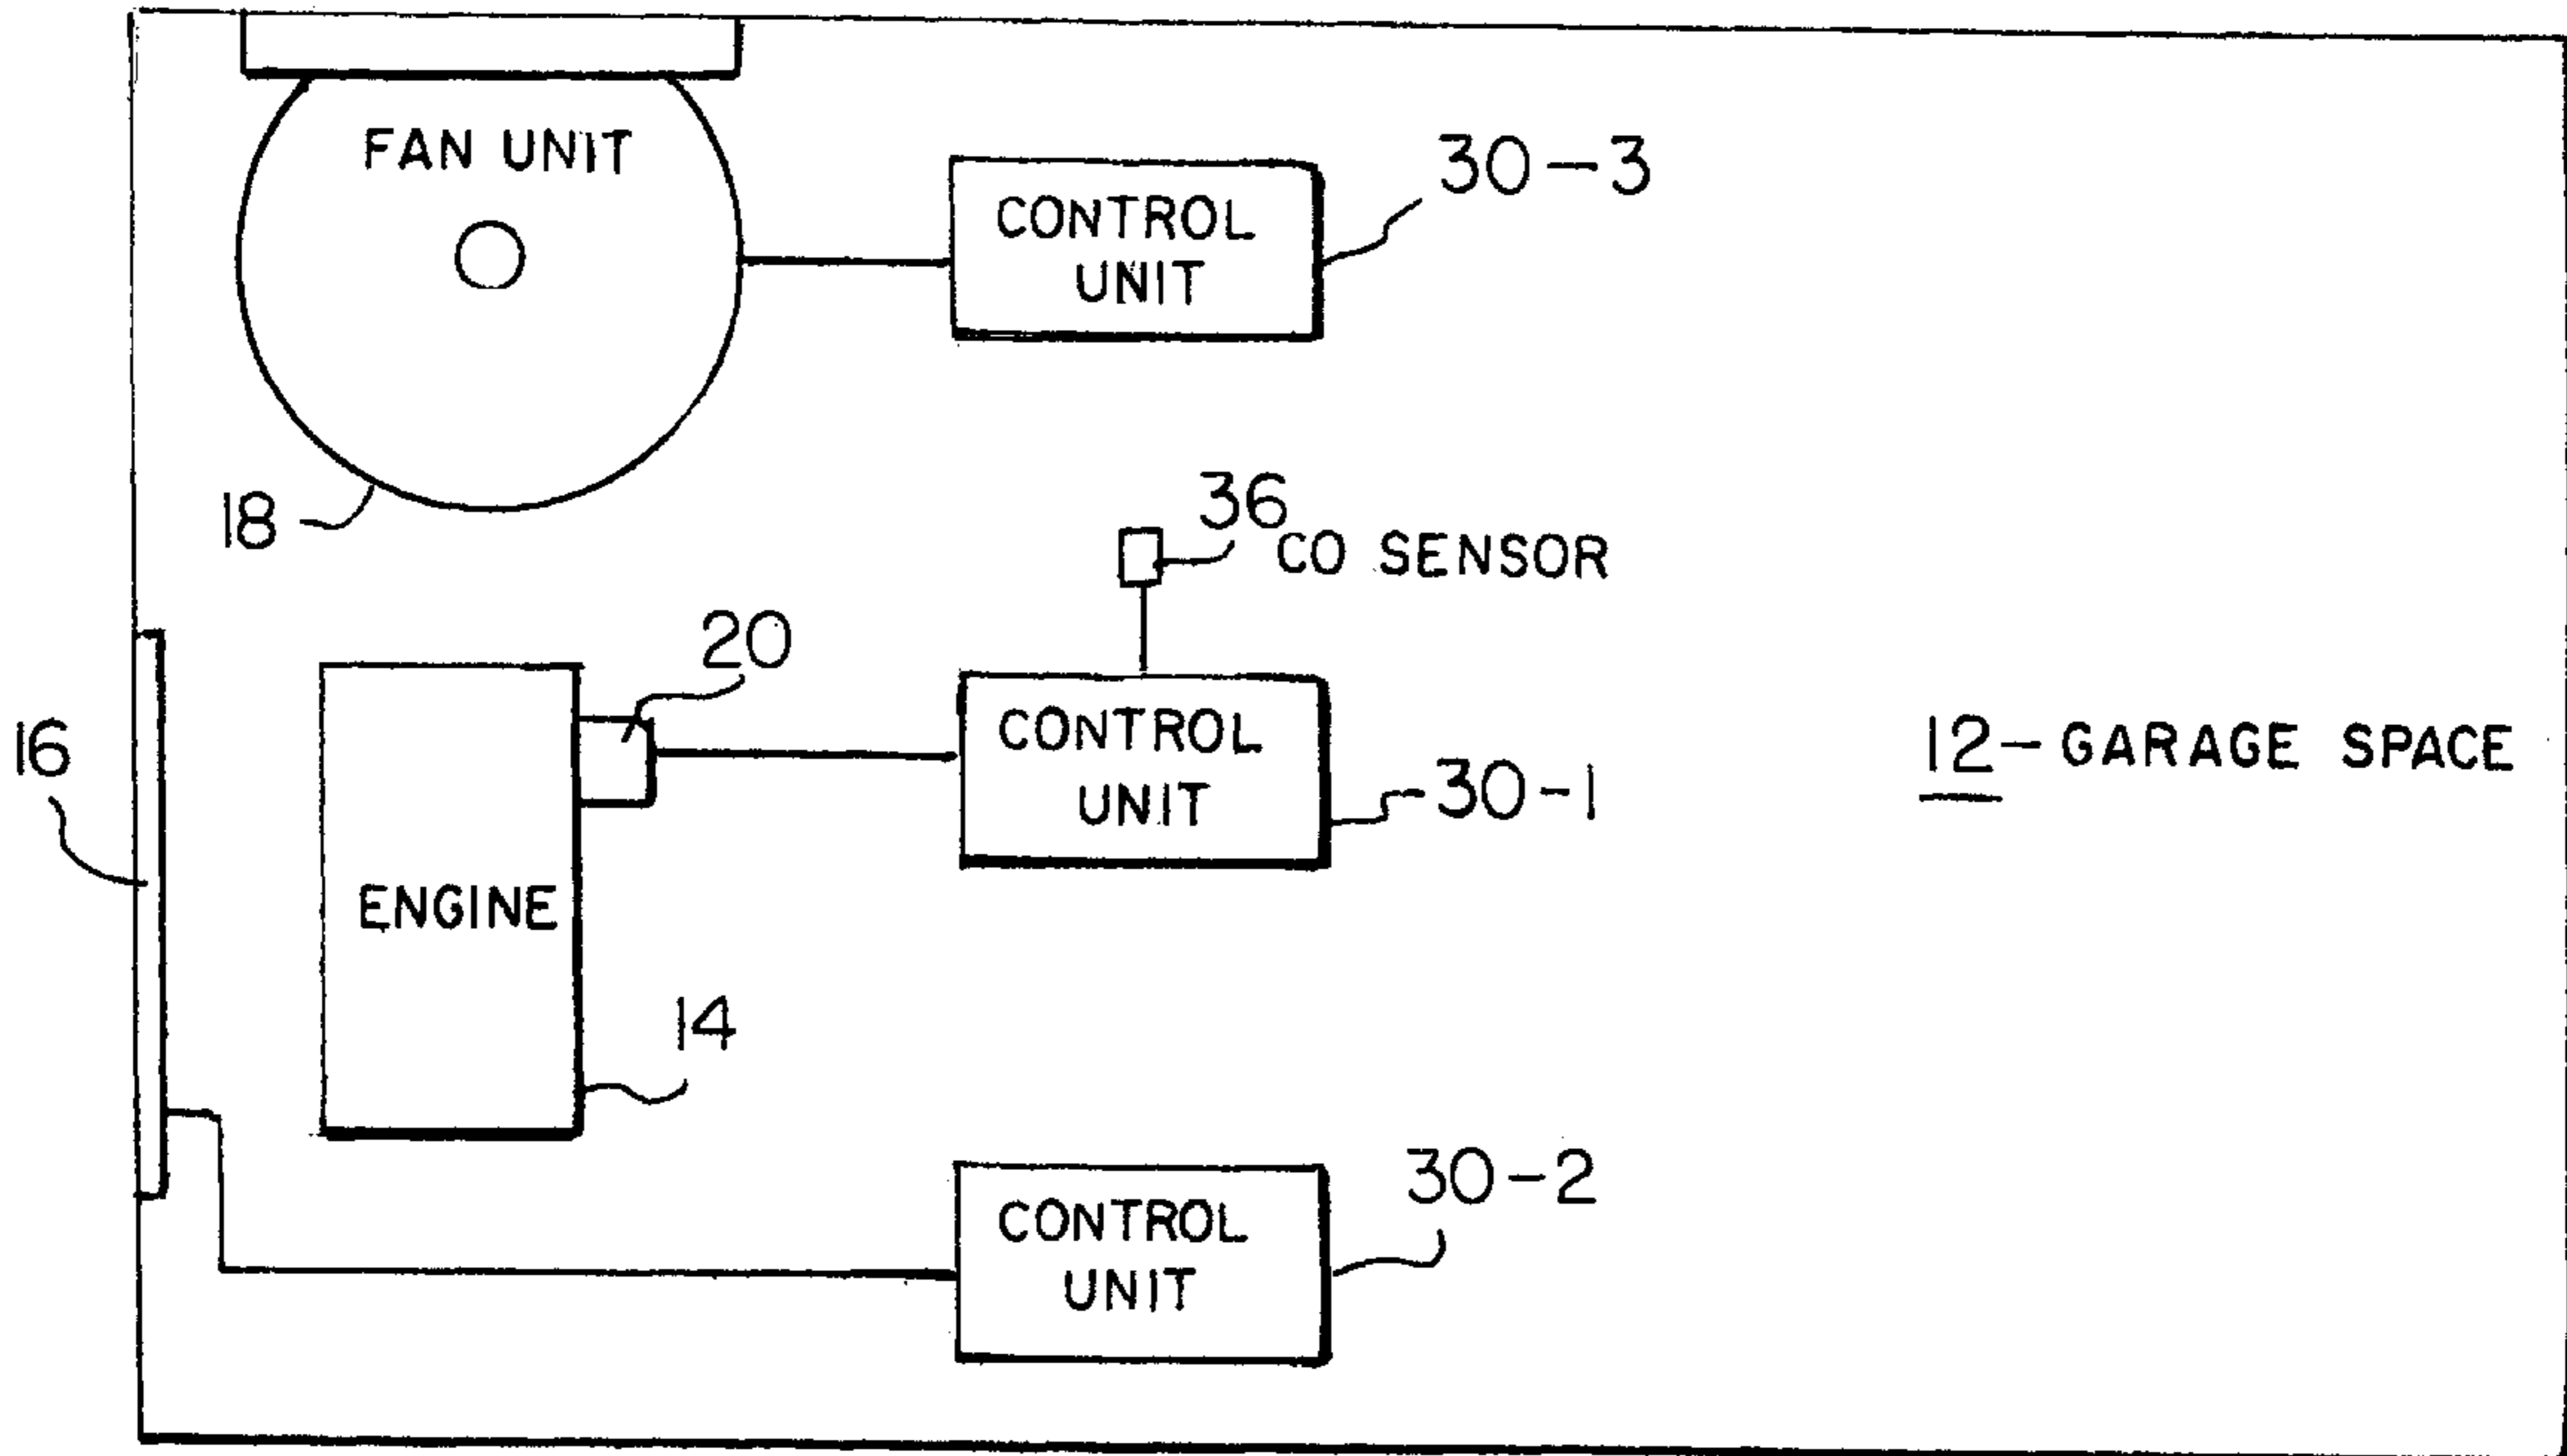 FAN UNIT
CONTROL
UNIT
30-3
18
36
CO SENSOR
20
16
CONTROL
UNIT
30-1
12 - GARAGE SPACE
ENGINE
14
CONTROL
UNIT
30-2